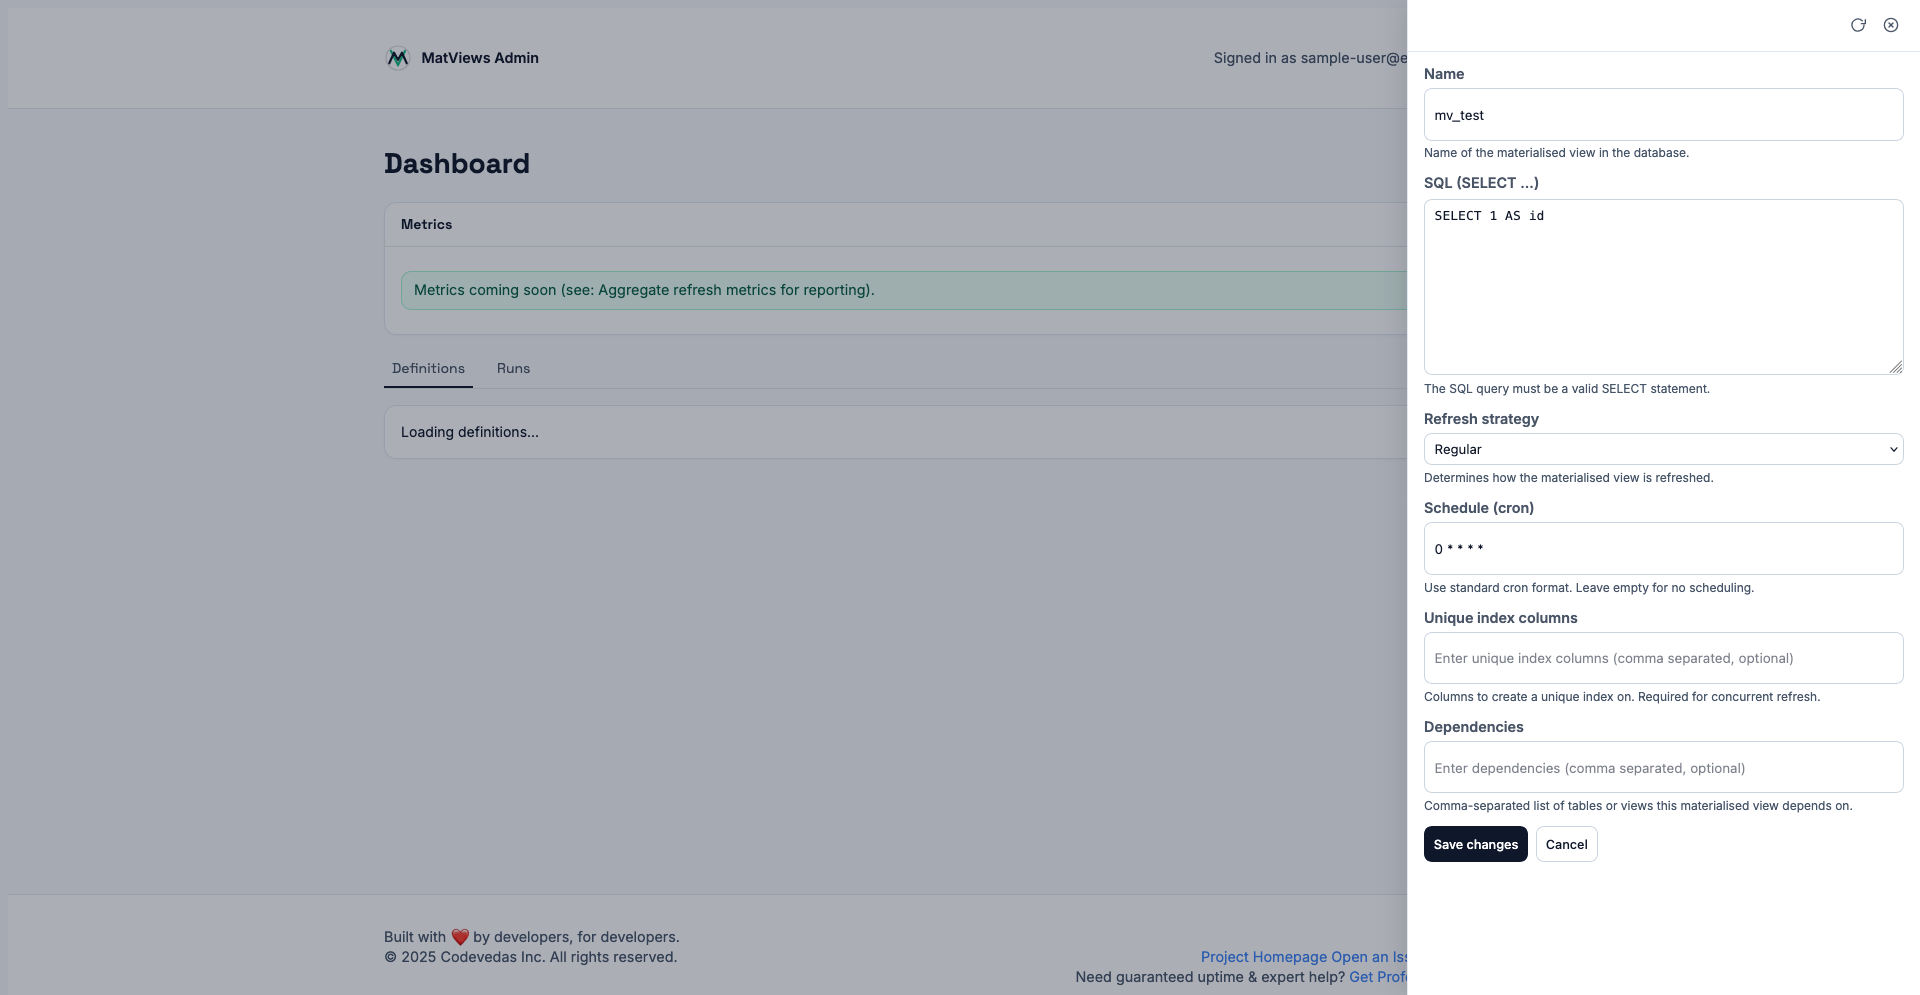 MatViews Admin
Signed in as sample-user@e
Dashboard
Metrics
Metrics coming soon (see: Aggregate refresh metrics for reporting).
Definitions
Runs
Loading definitions...
Built with ❤️ by developers, for developers.
© 2025 Codevedas Inc. All rights reserved.
Project Homepage Open an Iss
Need guaranteed uptime & expert help? Get Profe
Name
mv_test
Name of the materialised view in the database.
SQL (SELECT ...)
SELECT 1 AS id
The SQL query must be a valid SELECT statement.
Refresh strategy
Regular
Determines how the materialised view is refreshed.
Schedule (cron)
0 * * * *
Use standard cron format. Leave empty for no scheduling.
Unique index columns
Enter unique index columns (comma separated, optional)
Columns to create a unique index on. Required for concurrent refresh.
Dependencies
Enter dependencies (comma separated, optional)
Comma-separated list of tables or views this materialised view depends on.
Save changes
Cancel